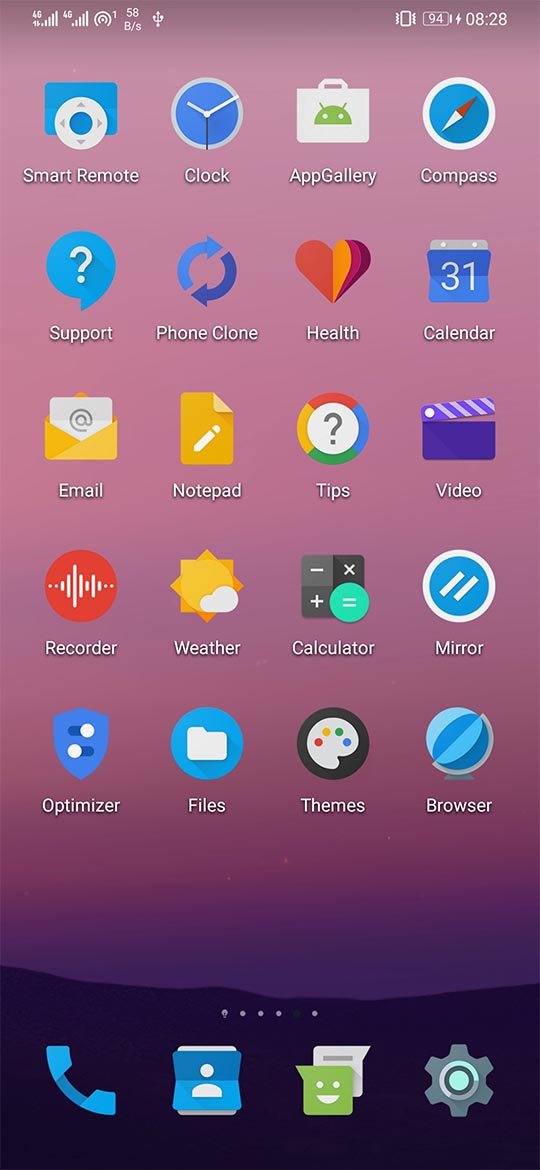 4G 4G 1 58 B/s 94 08:28
Smart Remote Clock AppGallery Compass
? 31
Support Phone Clone Health Calendar
@ ?
Email Notepad Tips Video
− × + =
Recorder Weather Calculator Mirror
Optimizer Files Themes Browser